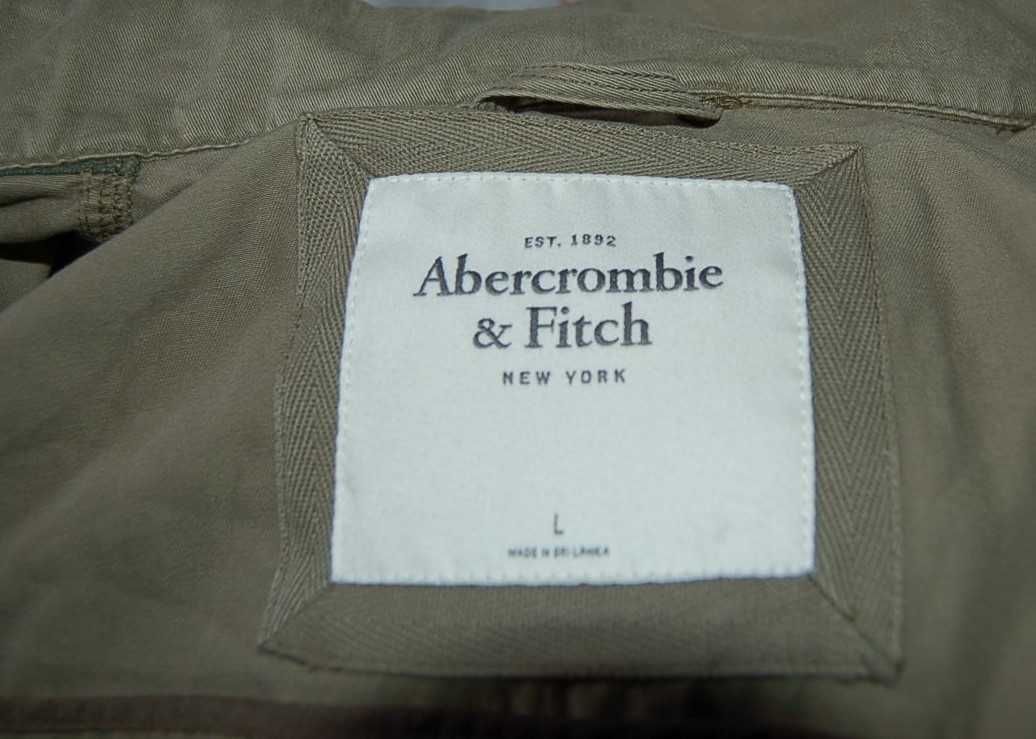 EST. 1892
Abercrombie
& Fitch
NEW YORK
L
MADE IN SRI LANKA